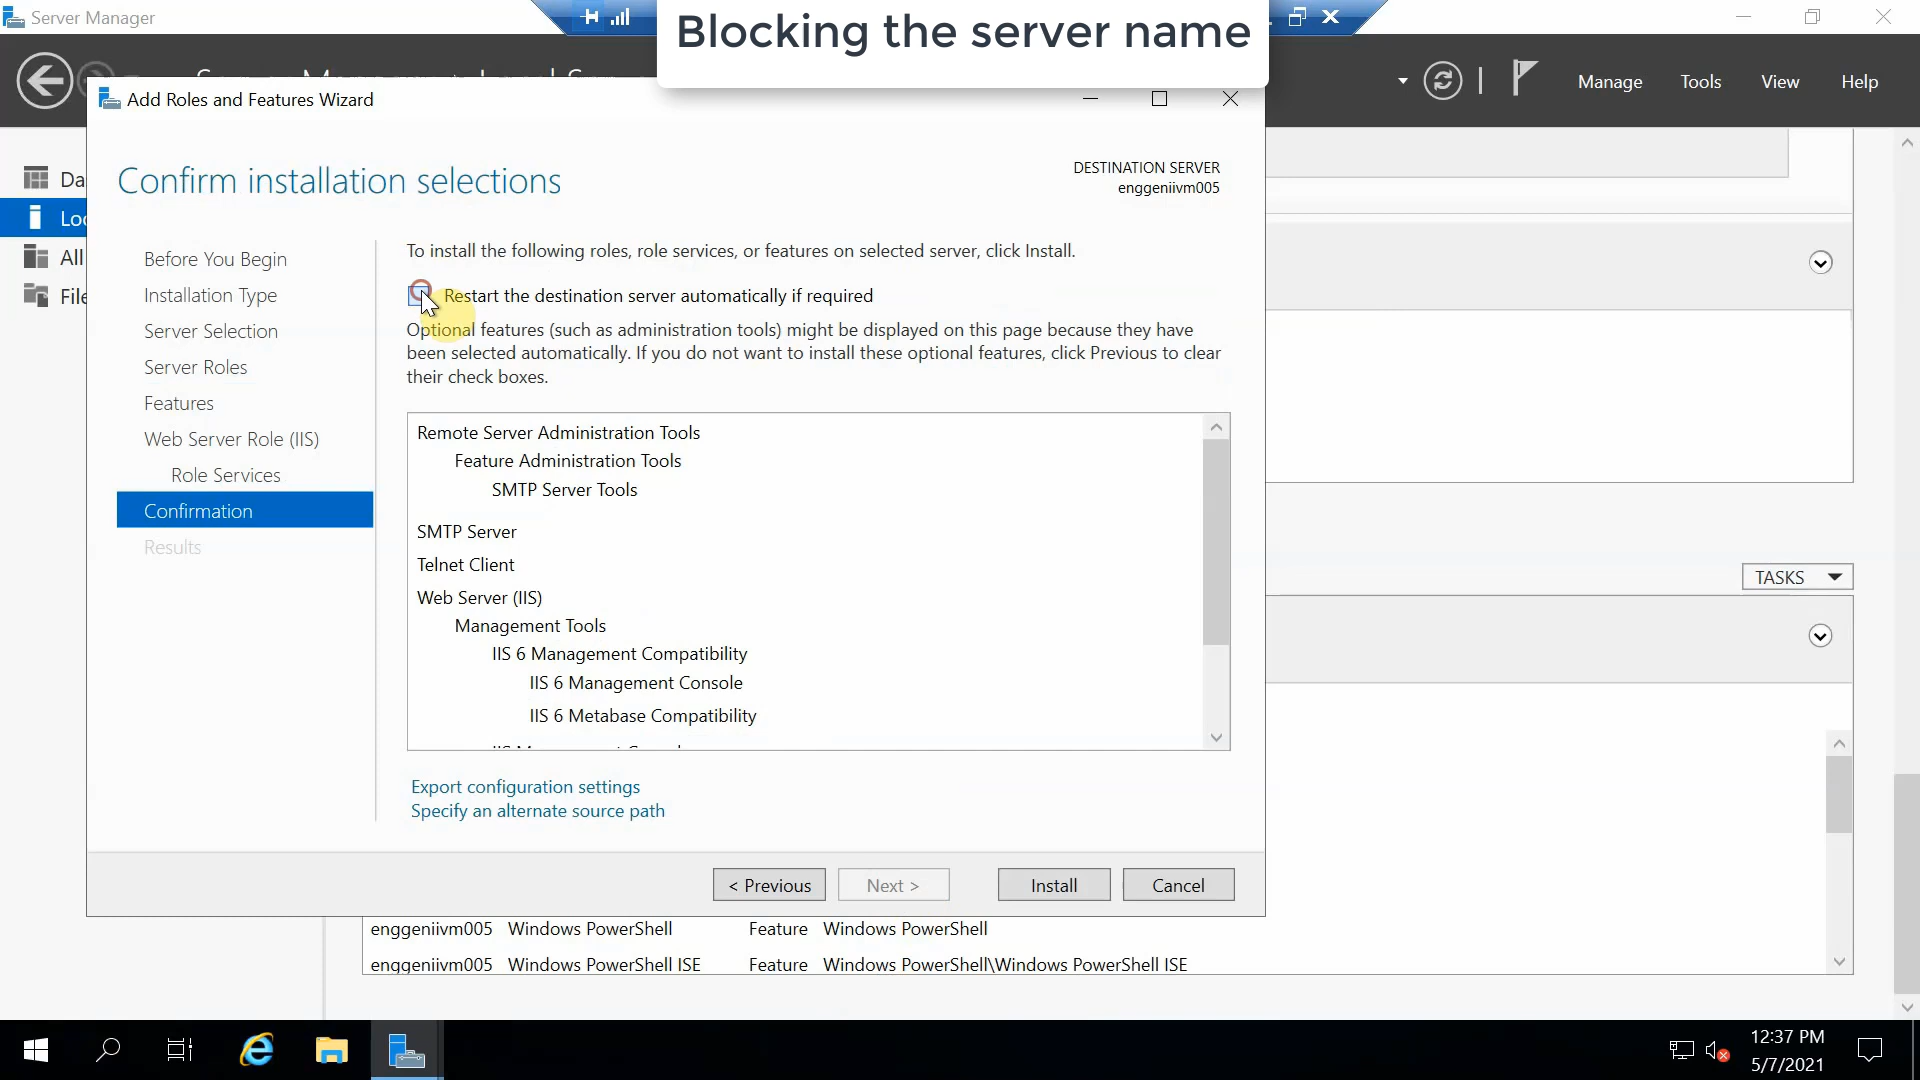 Server Manager
Blocking the server name
Manage
Tools
View
Help
Add Roles and Features Wizard
Confirm installation selections
DESTINATION SERVER
enggeniivm005
Before You Begin
Installation Type
Server Selection
Server Roles
Features
Web Server Role (IIS)
Role Services
Confirmation
Results
To install the following roles, role services, or features on selected server, click Install.
Restart the destination server automatically if required
Optional features (such as administration tools) might be displayed on this page because they have
been selected automatically. If you do not want to install these optional features, click Previous to clear
their check boxes.
Remote Server Administration Tools
Feature Administration Tools
SMTP Server Tools
SMTP Server
Telnet Client
Web Server (IIS)
Management Tools
IIS 6 Management Compatibility
IIS 6 Management Console
IIS 6 Metabase Compatibility
Export configuration settings
Specify an alternate source path
< Previous
Next >
Install
Cancel
Da
Loc
All
File
TASKS
enggeniivm005 Windows PowerShell Feature Windows PowerShell
enggeniivm005 Windows PowerShell ISE Feature Windows PowerShell\Windows PowerShell ISE
12:37 PM
5/7/2021